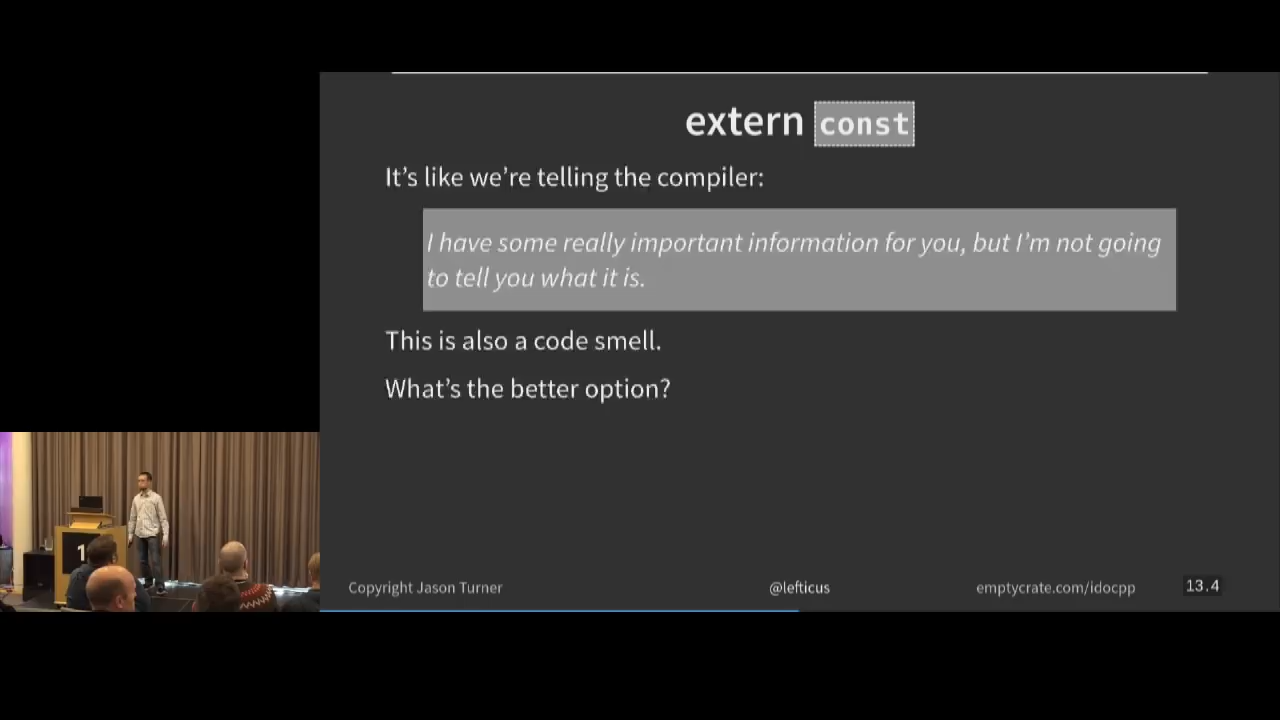 extern const
It's like we're telling the compiler:
I have some really important information for you, but I'm not going
to tell you what it is.
This is also a code smell.
What's the better option?
1
Copyright Jason Turner
@lefticus
emptycrate.com/idocpp
13.4